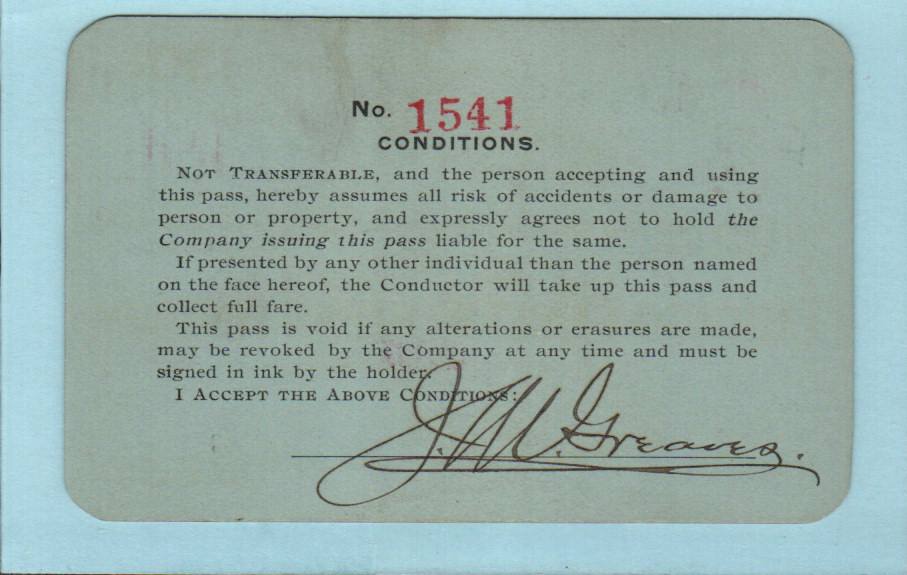 No. 1541
CONDITIONS.
NOT TRANSFERABLE, and the person accepting and using
this pass, hereby assumes all risk of accidents or damage to
person or property, and expressly agrees not to hold the
Company issuing this pass liable for the same.
If presented by any other individual than the person named
on the face hereof, the Conductor will take up this pass and
collect full fare.
This pass is void if any alterations or erasures are made,
may be revoked by the Company at any time and must be
signed in ink by the holder.
I ACCEPT THE ABOVE CONDITIONS:
J. M. Greaves.